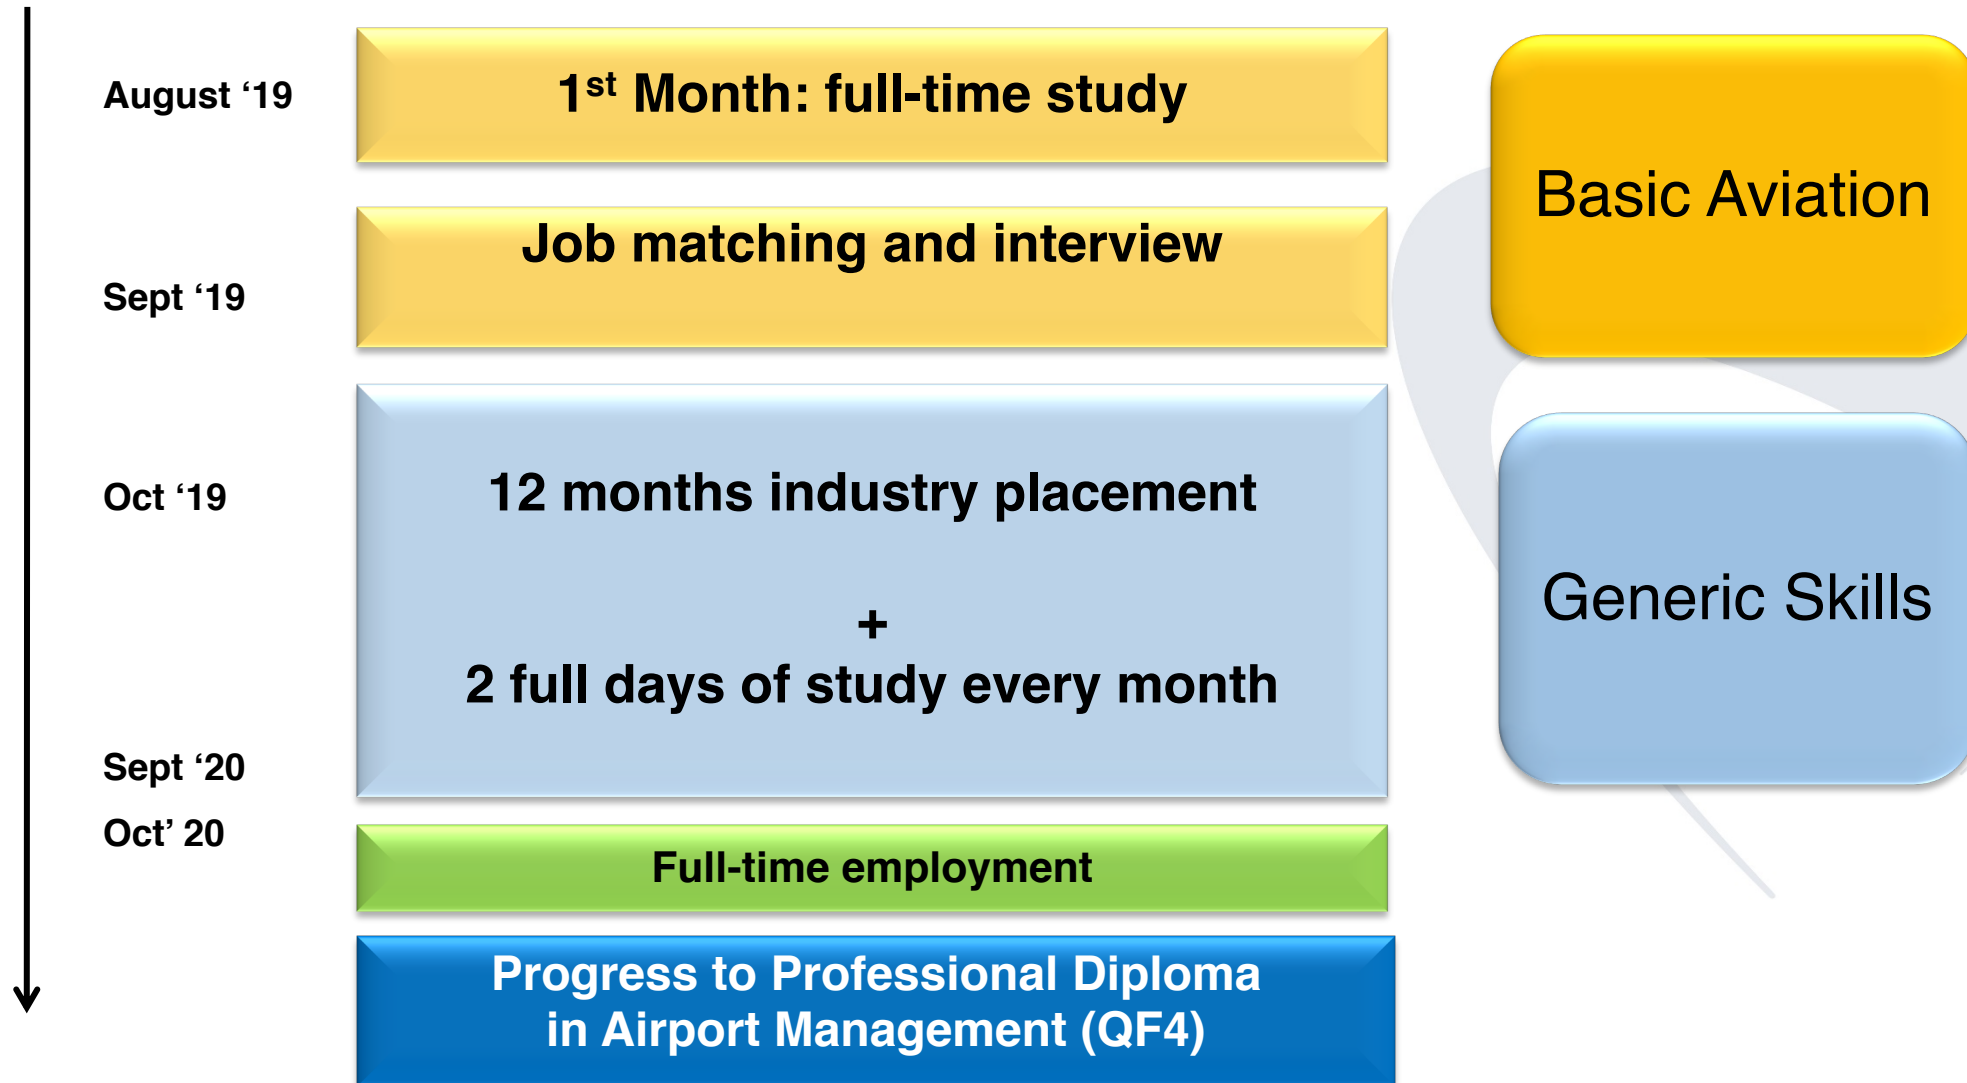 August ‘19
1st Month: full-time study
Job matching and interview
Sept ‘19
Oct ‘19
12 months industry placement
+
2 full days of study every month
Sept ‘20
Oct’ 20
Full-time employment
Progress to Professional Diploma
in Airport Management (QF4)
Basic Aviation
Generic Skills